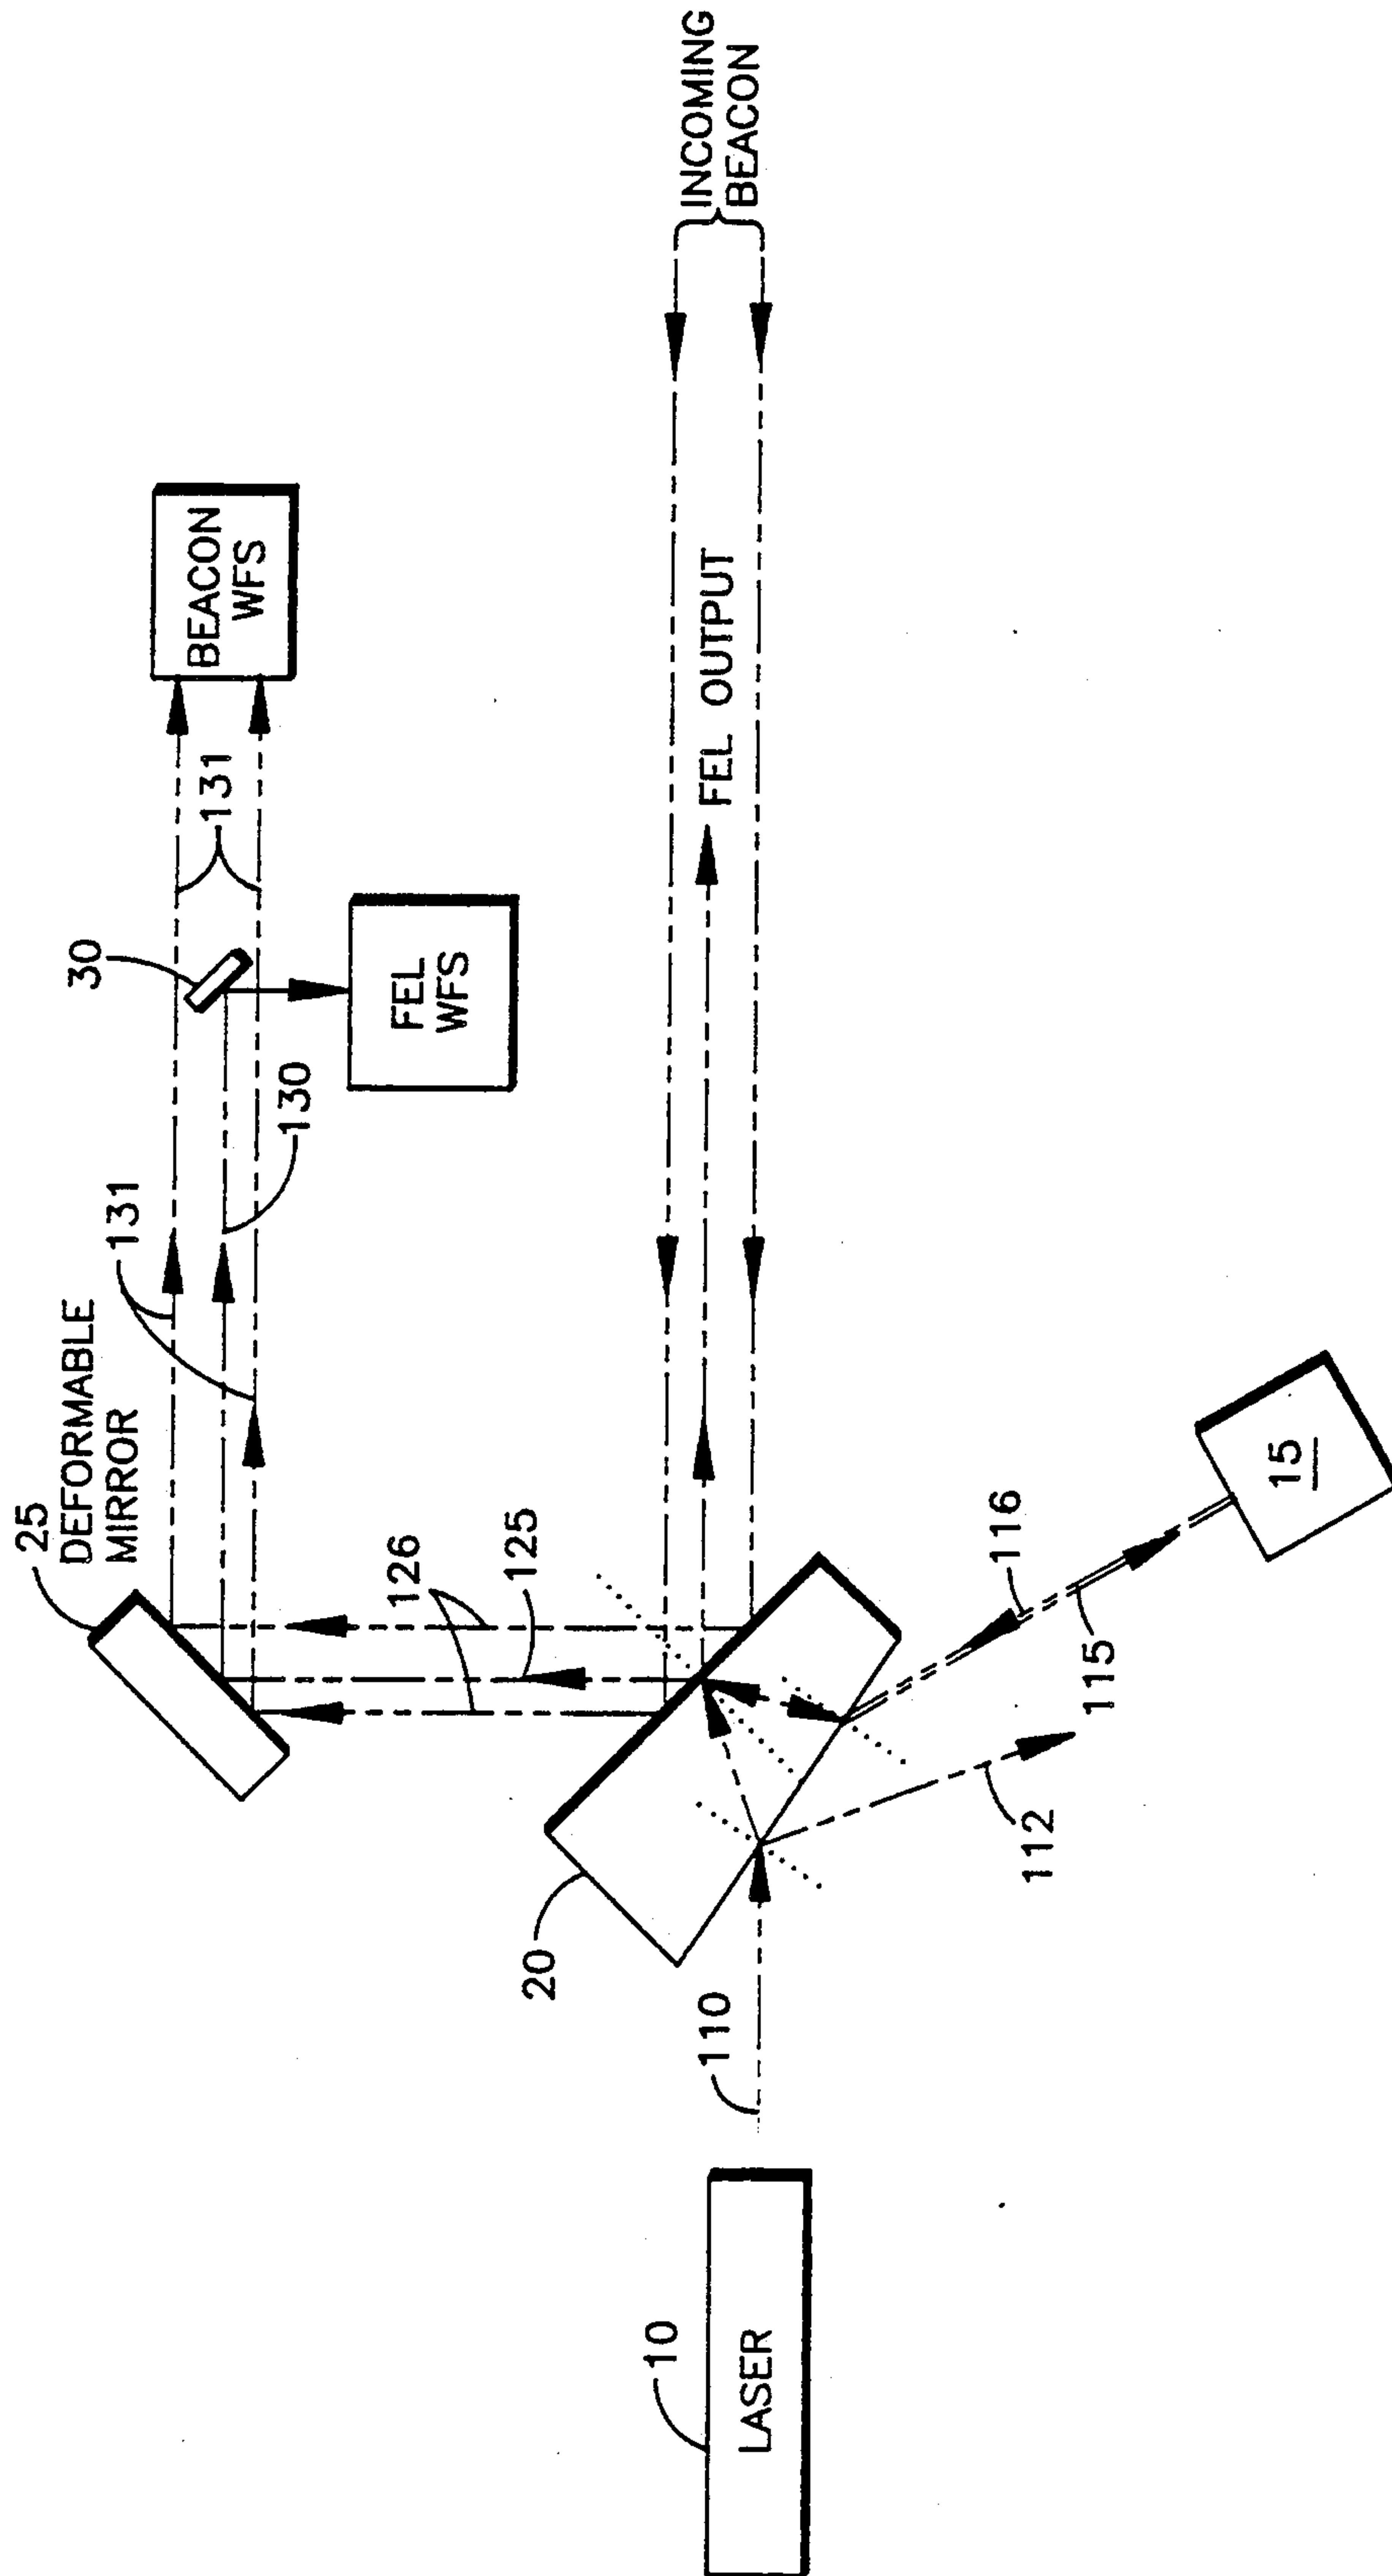 25
DEFORMABLE
MIRROR
131
30
131
BEACON
WFS
130
FEL
WFS
126
125
INCOMING
BEACON
FEL OUTPUT
20
10
LASER
110
112
115
116
15